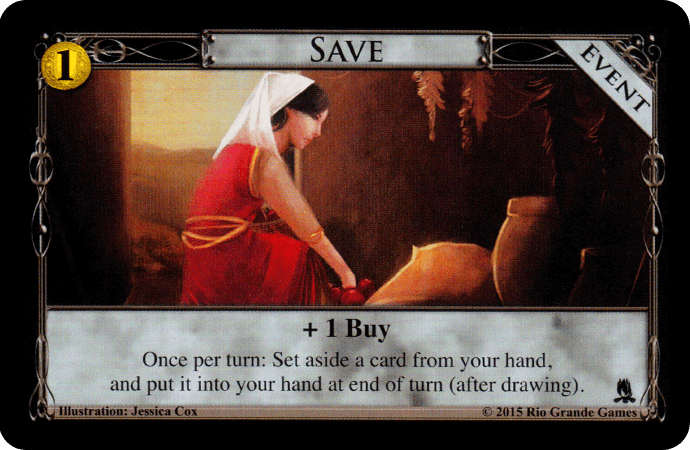 1
SAVE
EVENT
+ 1 Buy
Once per turn: Set aside a card from your hand,
and put it into your hand at end of turn (after drawing).
Illustration: Jessica Cox
© 2015 Rio Grande Games